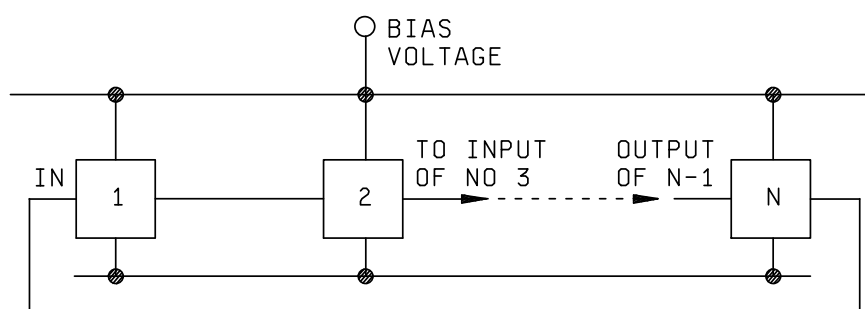 BIAS
VOLTAGE
IN
1
2
TO INPUT
OF NO 3
OUTPUT
OF N-1
N